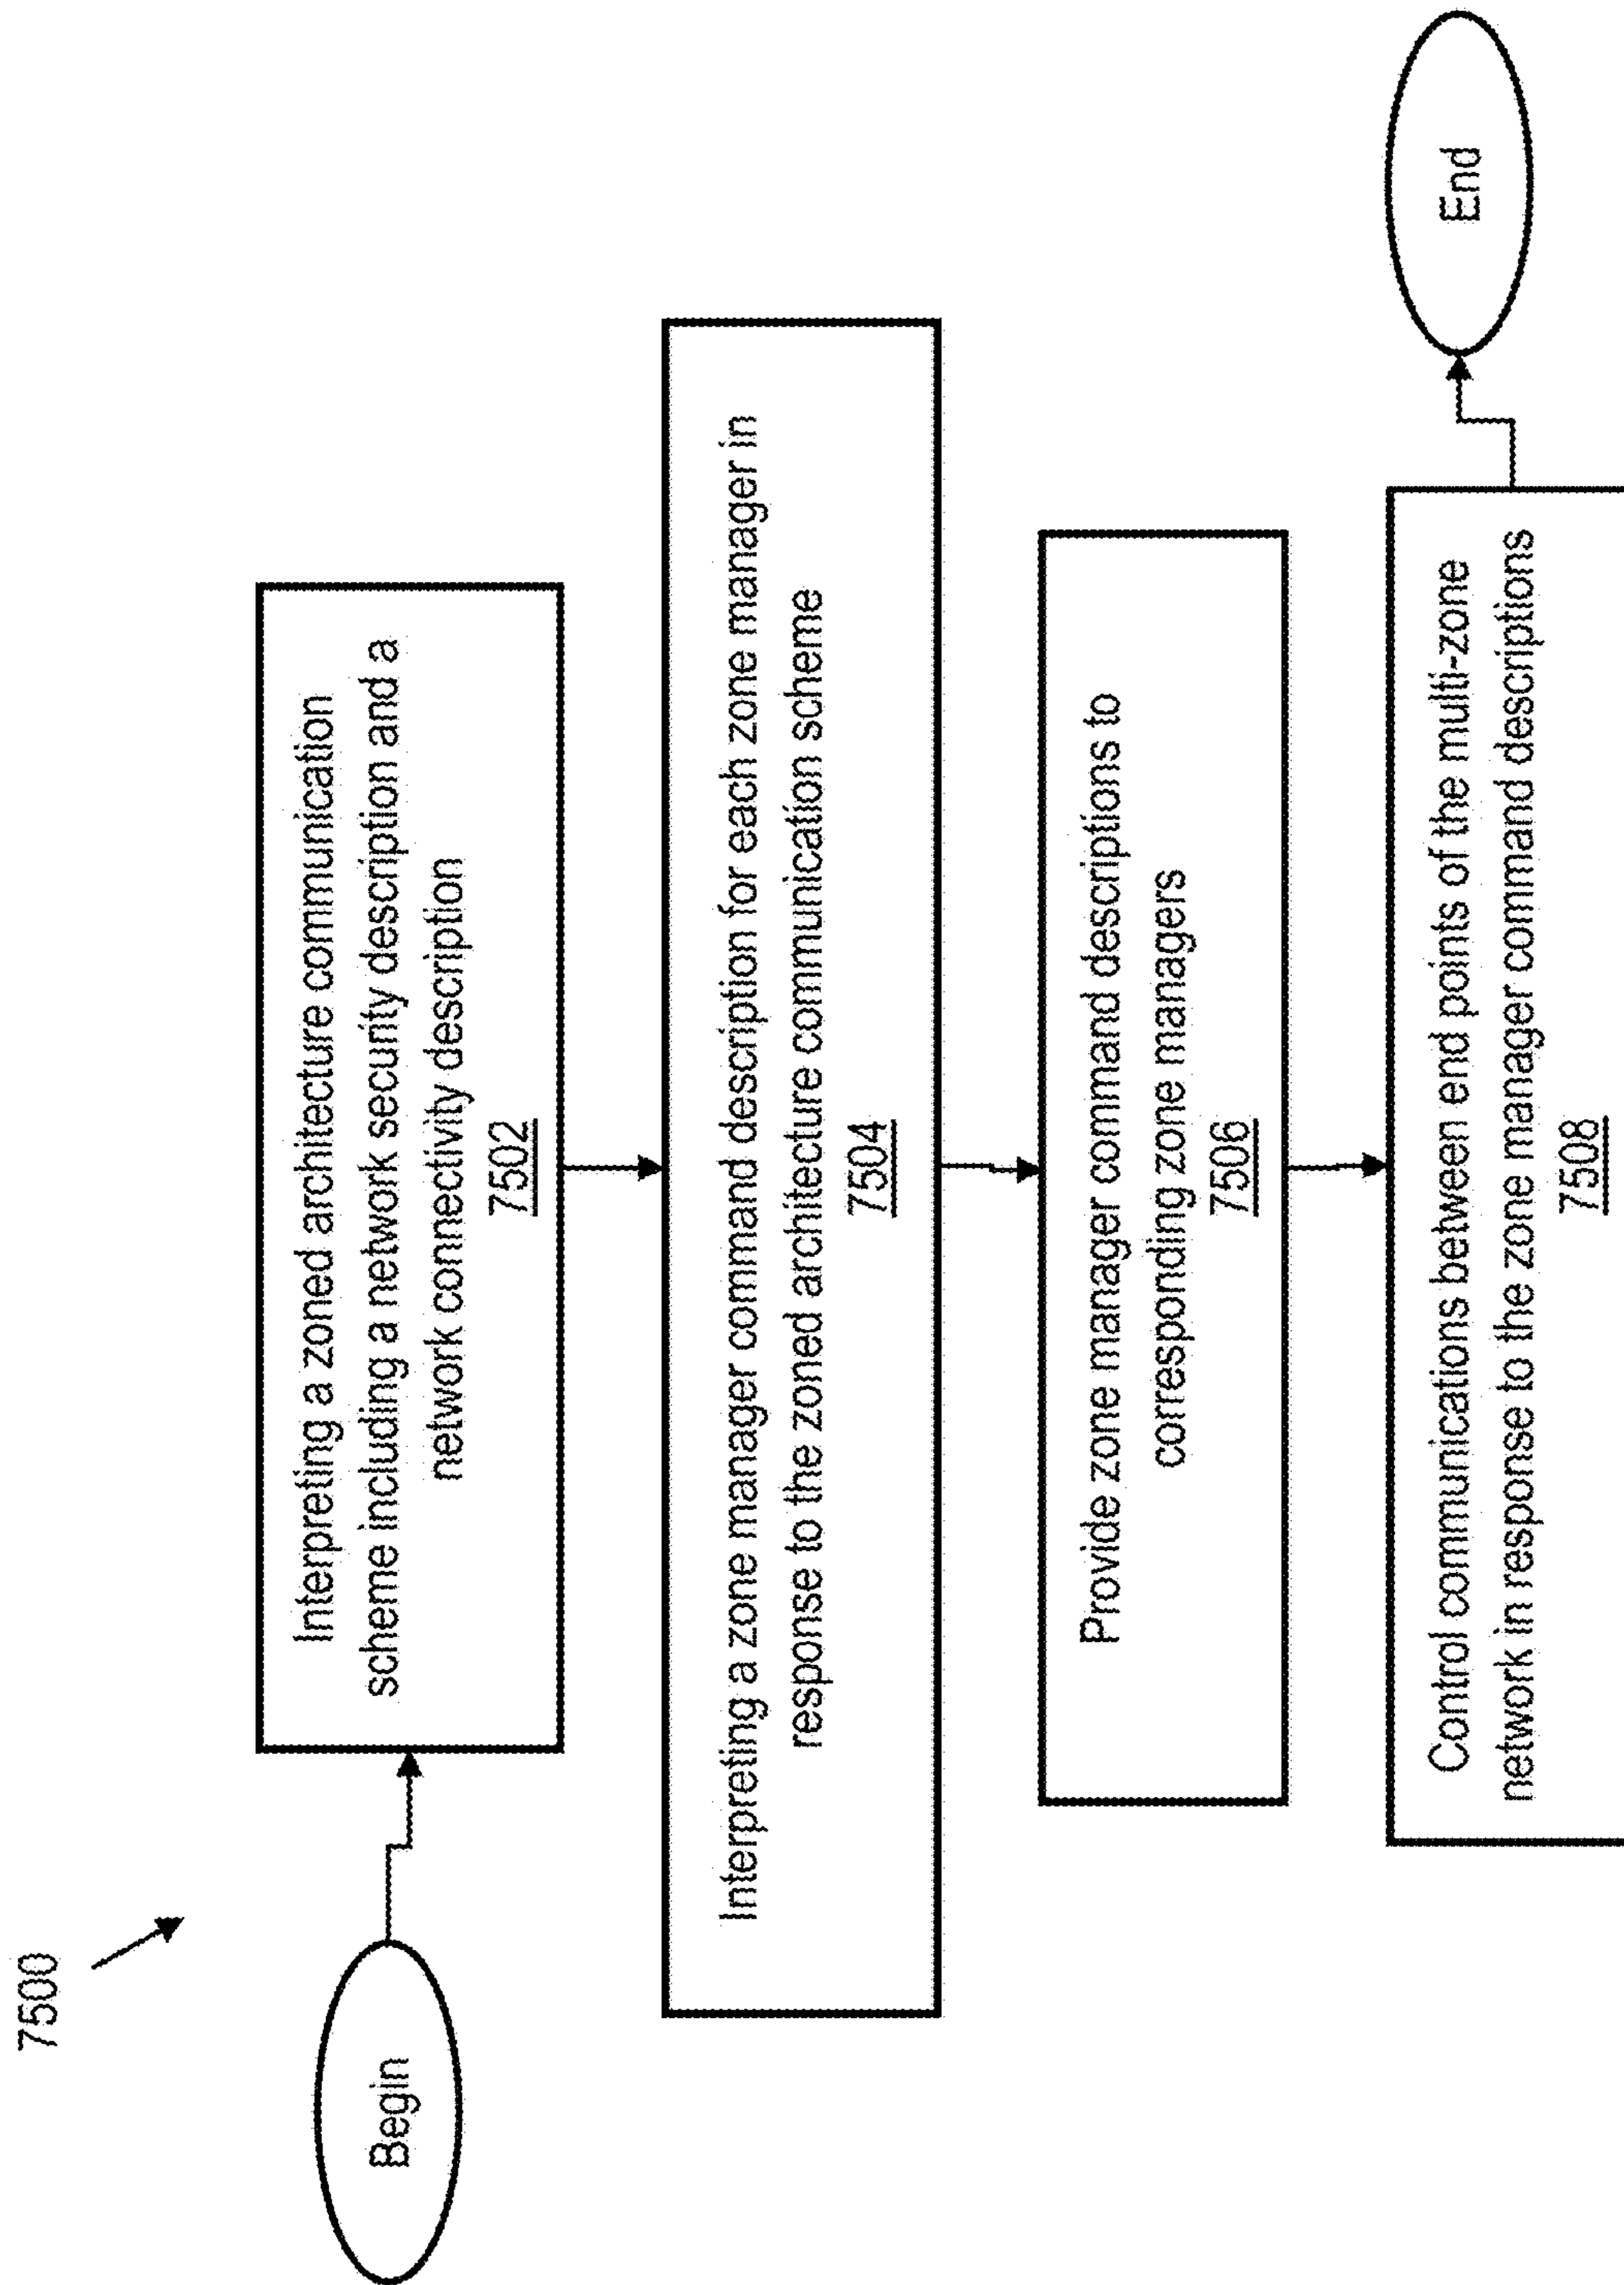 7500
Begin
Interpreting a zoned architecture communication
scheme including a network security description and a
network connectivity description
7502
Interpreting a zone manager command description for each zone manager in
response to the zoned architecture communication scheme
7504
Provide zone manager command descriptions to
corresponding zone managers
7506
Control communications between end points of the multi-zone
network in response to the zone manager command descriptions
7508
End